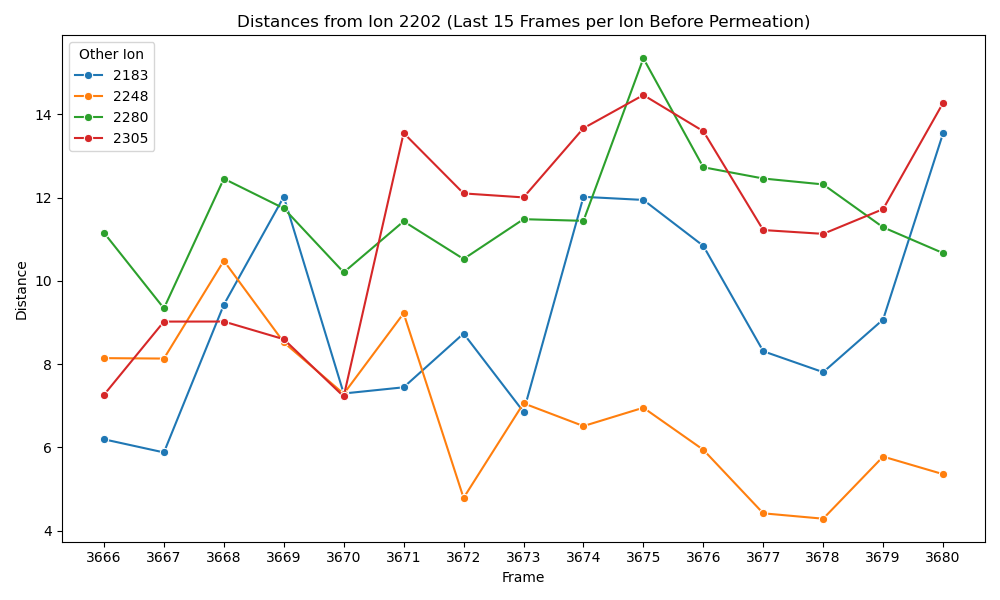 Distances from Ion 2202 (Last 15 Frames per Ion Before Permeation)
Other Ion
2183
2248
2280
2305
Distance
14
12
10
8
6
4
3666 3667 3668 3669 3670 3671 3672 3673 3674 3675 3676 3677 3678 3679 3680
Frame